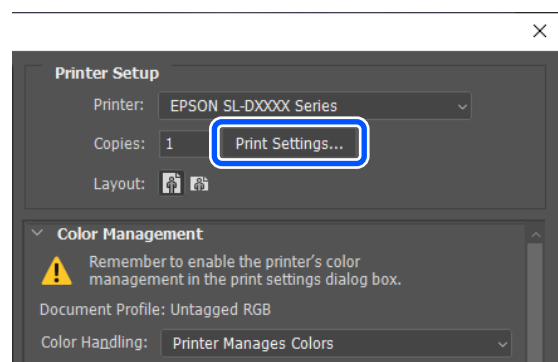 Printer Setup
Printer: EPSON SL-DXXXX Series
Copies: 1 Print Settings...
Layout:
Color Management
Remember to enable the printer's color
management in the print settings dialog box.
Document Profile: Untagged RGB
Color Handling: Printer Manages Colors